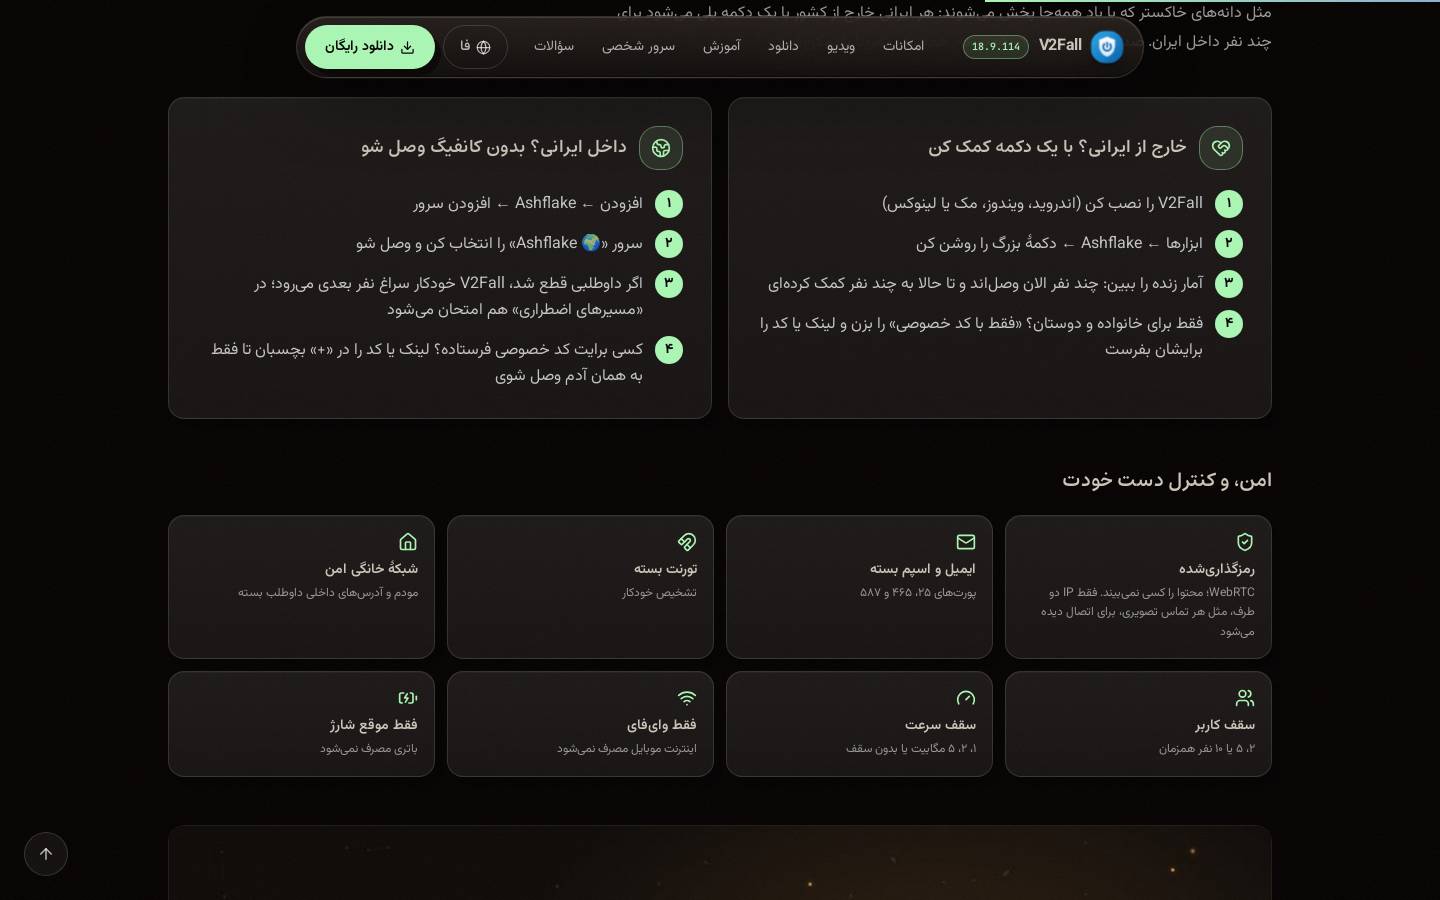 مثل دانه‌های خاکستر که با باد همه‌جا پخش می‌شوند: هر ایرانی خارج از کشور با یک دکمه پلی می‌شود برای
چند نفر داخل ایران.
V2Fall
18.9.114
امکانات
ویدیو
دانلود
آموزش
سرور شخصی
سؤالات
فا
دانلود رایگان
خارج از ایرانی؟ با یک دکمه کمک کن
۱ V2Fall را نصب کن (اندروید، ویندوز، مک یا لینوکس)
۲ ابزارها ← Ashflake ← دکمهٔ بزرگ را روشن کن
۳ آمار زنده را ببین: چند نفر الان وصل‌اند و تا حالا به چند نفر کمک کرده‌ای
۴ فقط برای خانواده و دوستان؟ «فقط با کد خصوصی» را بزن و لینک یا کد را
برایشان بفرست
داخل ایرانی؟ بدون کانفیگ وصل شو
۱ افزودن ← Ashflake ← افزودن سرور
۲ سرور «🌍 Ashflake» را انتخاب کن و وصل شو
۳ اگر داوطلبی قطع شد، V2Fall خودکار سراغ نفر بعدی می‌رود؛ در
«مسیرهای اضطراری» هم امتحان می‌شود
۴ کسی برایت کد خصوصی فرستاده؟ لینک یا کد را در «+» بچسبان تا فقط
به همان آدم وصل شوی
امن، و کنترل دست خودت
رمزگذاری‌شده
WebRTC؛ محتوا را کسی نمی‌بیند. فقط IP دو
طرف، مثل هر تماس تصویری، برای اتصال دیده
می‌شود
ایمیل و اسپم بسته
پورت‌های ۲۵، ۴۶۵ و ۵۸۷
تورنت بسته
تشخیص خودکار
شبکهٔ خانگی امن
مودم و آدرس‌های داخلی داوطلب بسته
سقف کاربر
۲، ۵ یا ۱۰ نفر همزمان
سقف سرعت
۱، ۲، ۵ مگابیت یا بدون سقف
فقط وای‌فای
اینترنت موبایل مصرف نمی‌شود
فقط موقع شارژ
باتری مصرف نمی‌شود